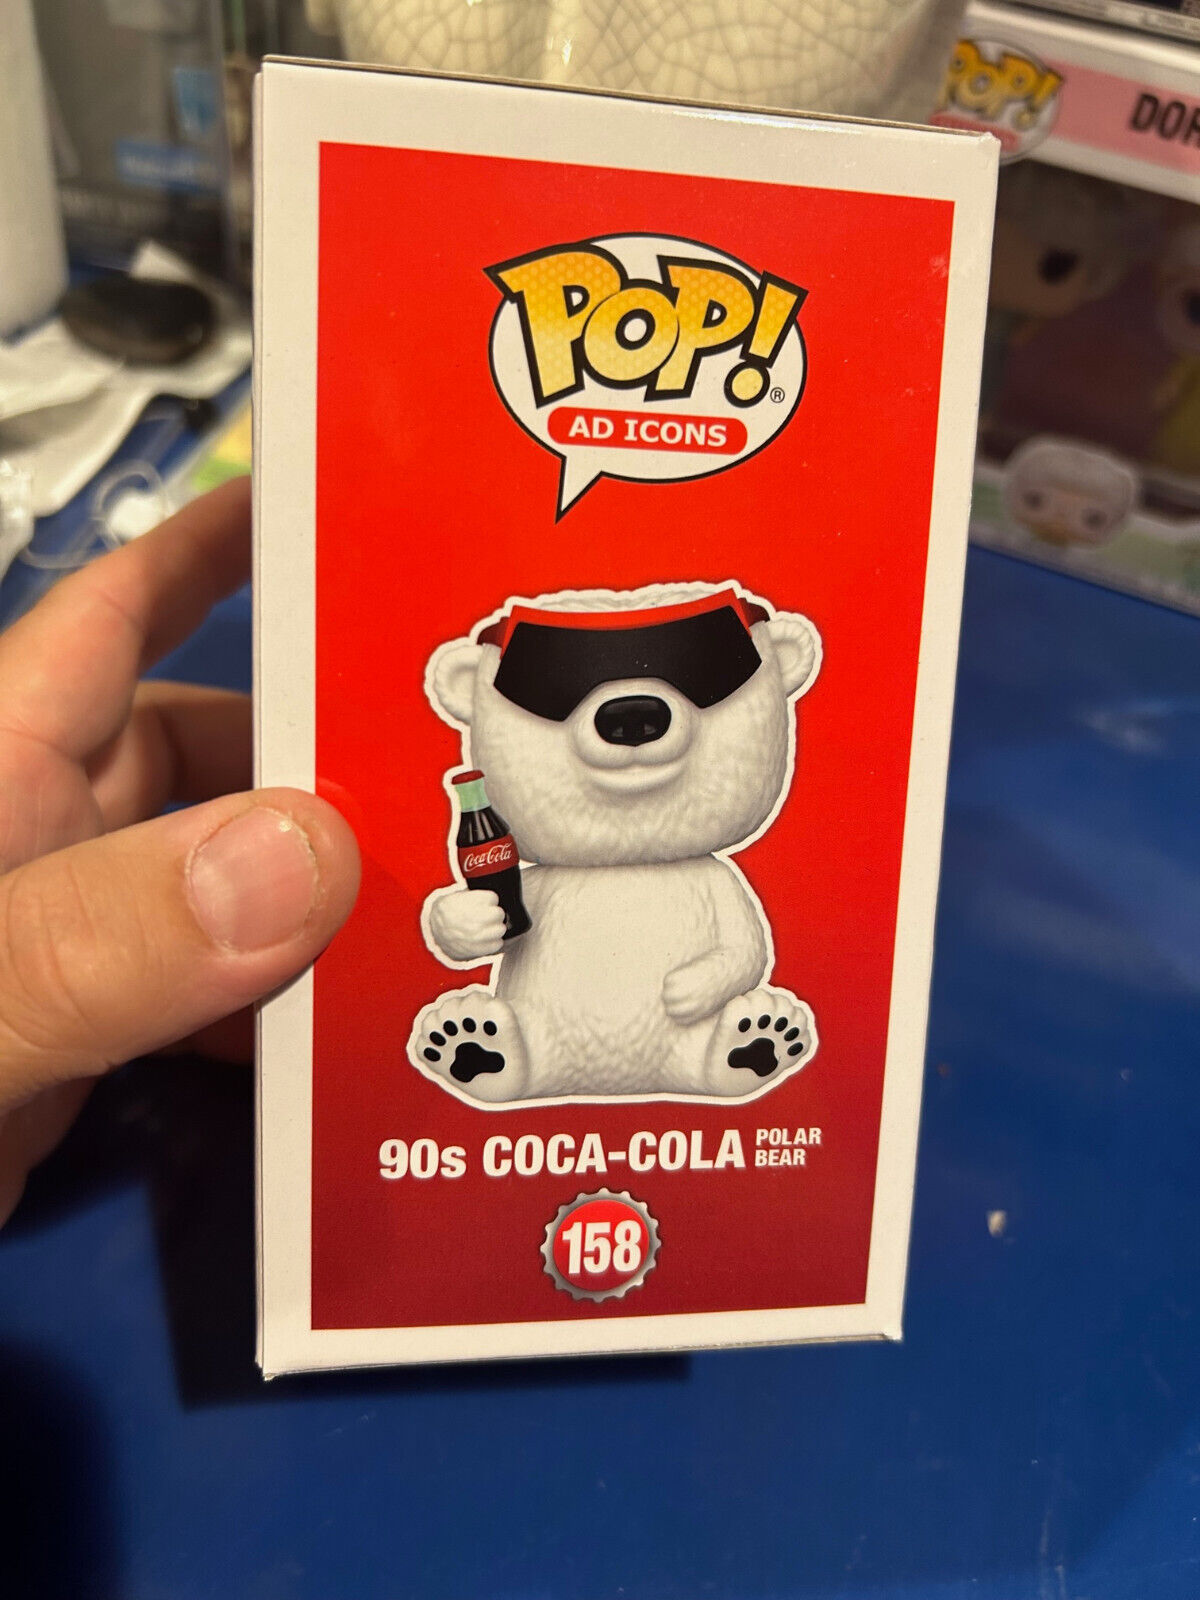 POP!
DOR
POP! ®
AD ICONS
Coca-Cola
90s COCA-COLA POLAR
BEAR
158